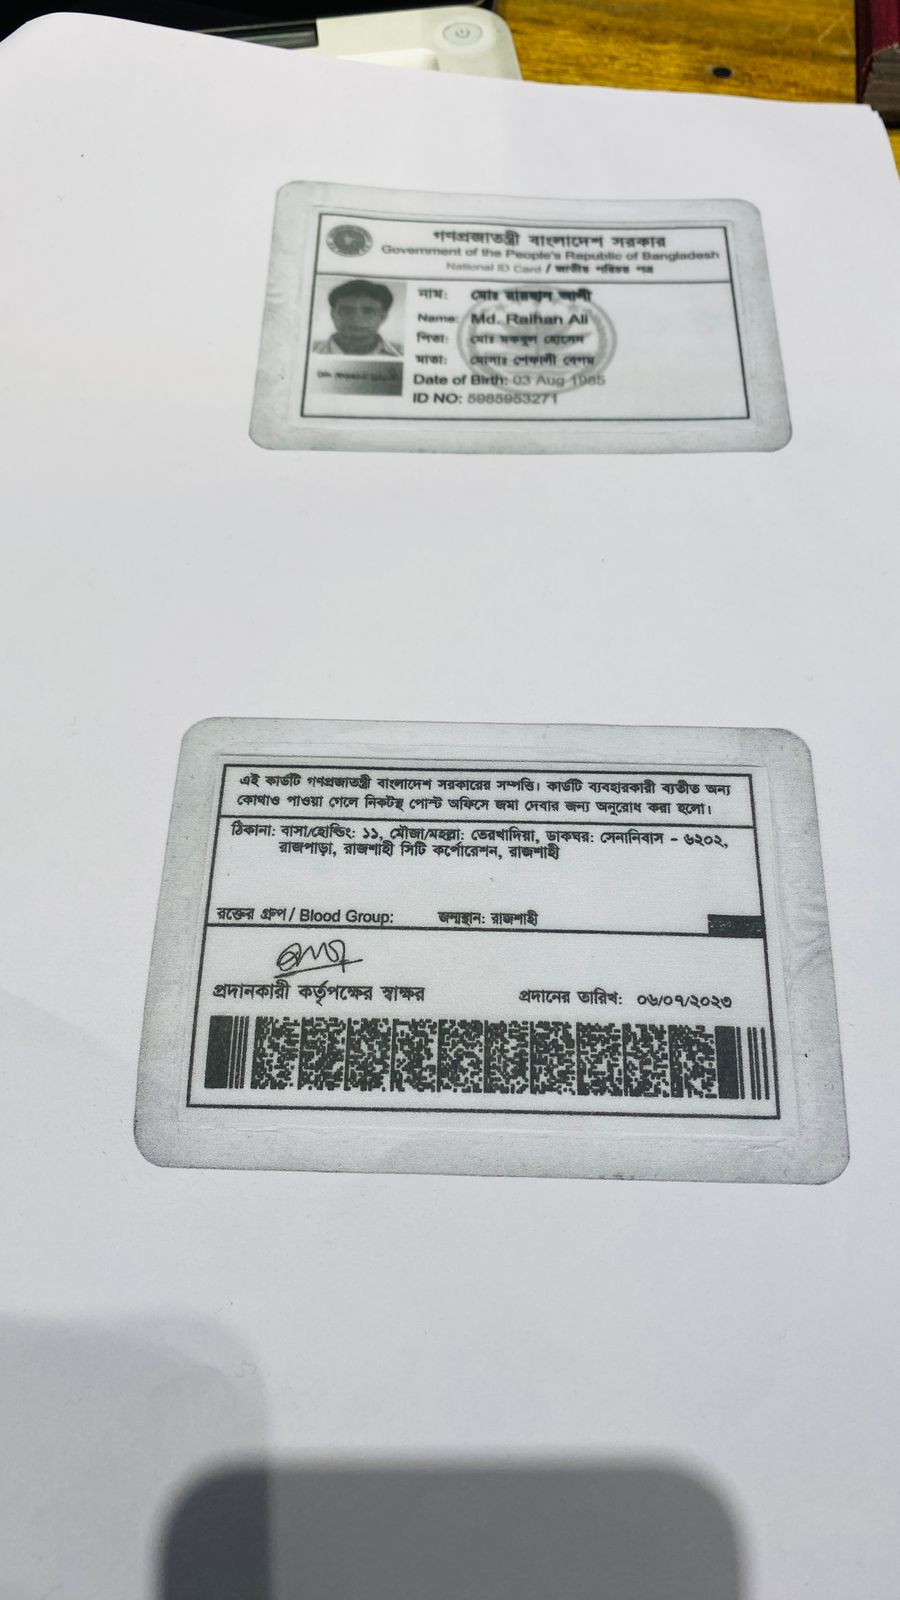 গণপ্রজাতন্ত্রী বাংলাদেশ সরকার
Government of the People's Republic of Bangladesh
National ID Card / জাতীয় পরিচয় পত্র
নাম: মোঃ রায়হান আলী
Name: Md. Raihan Ali
পিতা: মোঃ মকবুল হোসেন
মাতা: মোসাঃ শেফালী বেগম
Date of Birth: 03 Aug 1985
ID NO: 5985953271
এই কার্ডটি গণপ্রজাতন্ত্রী বাংলাদেশ সরকারের সম্পত্তি। কার্ডটি ব্যবহারকারী ব্যতীত অন্য
কোথাও পাওয়া গেলে নিকটস্থ পোস্ট অফিসে জমা দেবার জন্য অনুরোধ করা হলো।
ঠিকানা: বাসা/হোল্ডিং: ১১, মৌজা/মহল্লা: তেরখাদিয়া, ডাকঘর: সেনানিবাস - ৬২০২,
রাজপাড়া, রাজশাহী সিটি কর্পোরেশন, রাজশাহী
রক্তের গ্রুপ / Blood Group: জন্মস্থান: রাজশাহী
প্রদানকারী কর্তৃপক্ষের স্বাক্ষর প্রদানের তারিখ: ০৬/০৭/২০২৩